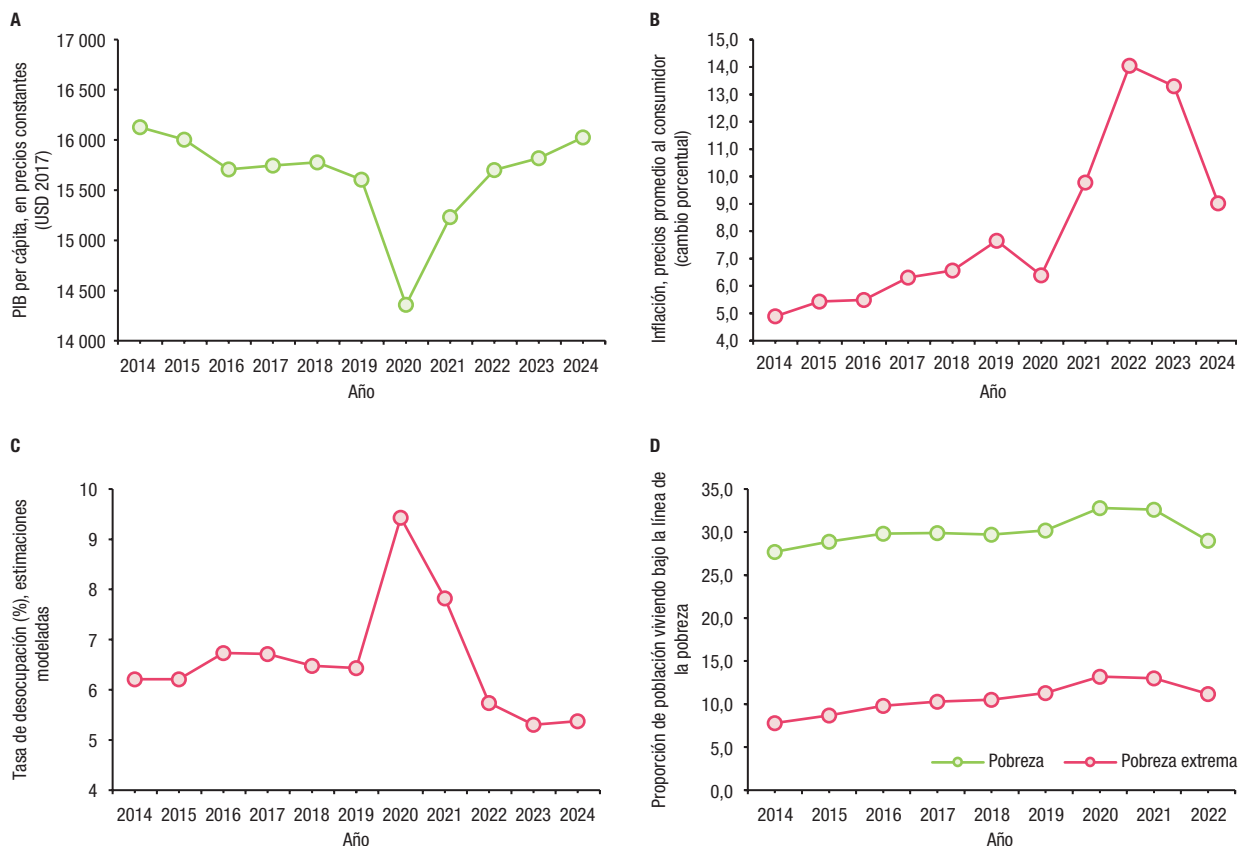 A
PIB per cápita, en precios constantes
(USD 2017)
17 000
16 500
16 000
15 500
15 000
14 500
14 000
2014 2015 2016 2017 2018 2019 2020 2021 2022 2023 2024
Año
B
Inflación, precios promedio al consumidor
(cambio porcentual)
15,0
14,0
13,0
12,0
11,0
10,0
9,0
8,0
7,0
6,0
5,0
4,0
2014 2015 2016 2017 2018 2019 2020 2021 2022 2023 2024
Año
C
Tasa de desocupación (%), estimaciones
modeladas
10
9
8
7
6
5
4
2014 2015 2016 2017 2018 2019 2020 2021 2022 2023 2024
Año
D
Proporción de población viviendo bajo la línea de
la pobreza
35,0
30,0
25,0
20,0
15,0
10,0
5,0
0,0
Pobreza Pobreza extrema
2014 2015 2016 2017 2018 2019 2020 2021 2022
Año